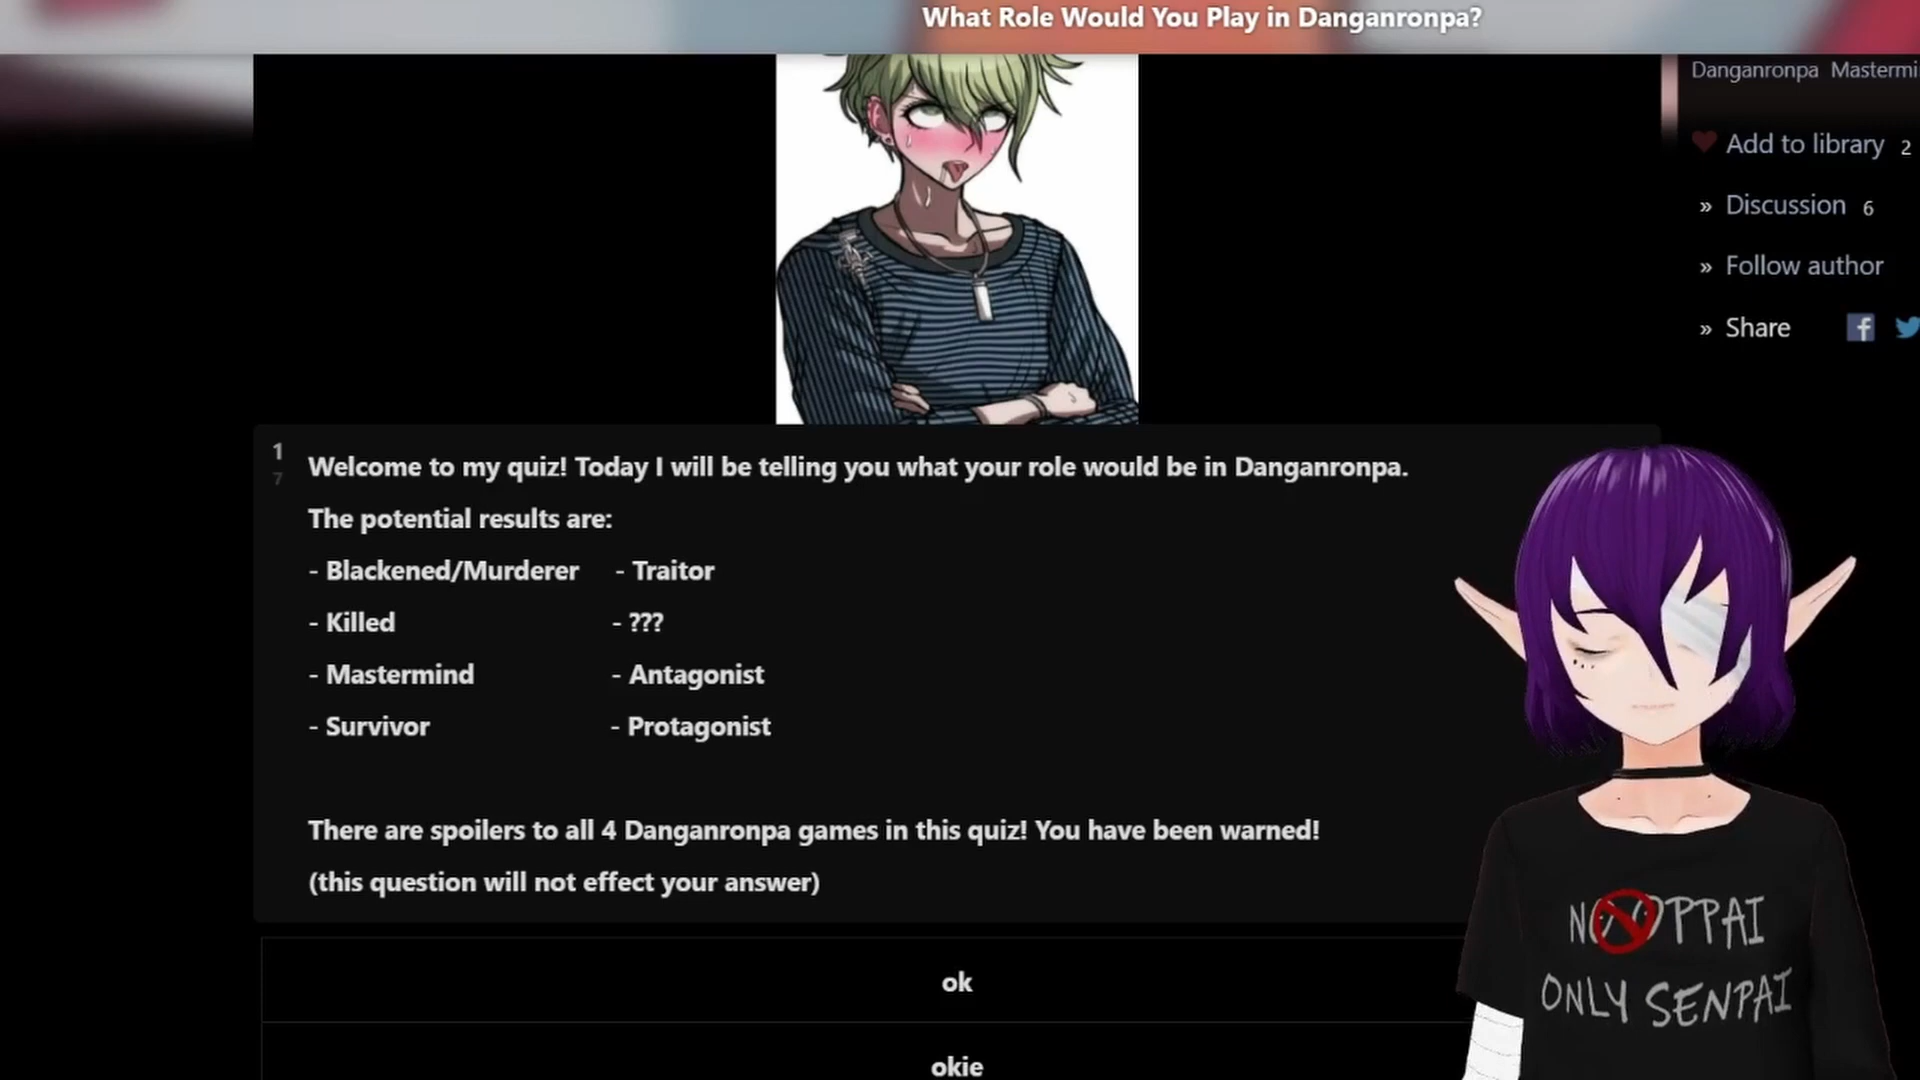 What Role Would You Play in Danganronpa?
Danganronpa Mastermi
Add to library 2
» Discussion 6
» Follow author
» Share
1
7
Welcome to my quiz! Today I will be telling you what your role would be in Danganronpa.
The potential results are:
- Blackened/Murderer - Traitor
- Killed - ???
- Mastermind - Antagonist
- Survivor - Protagonist
There are spoilers to all 4 Danganronpa games in this quiz! You have been warned!
(this question will not effect your answer)
ok
okie
NO OPPAI
ONLY SENPAI